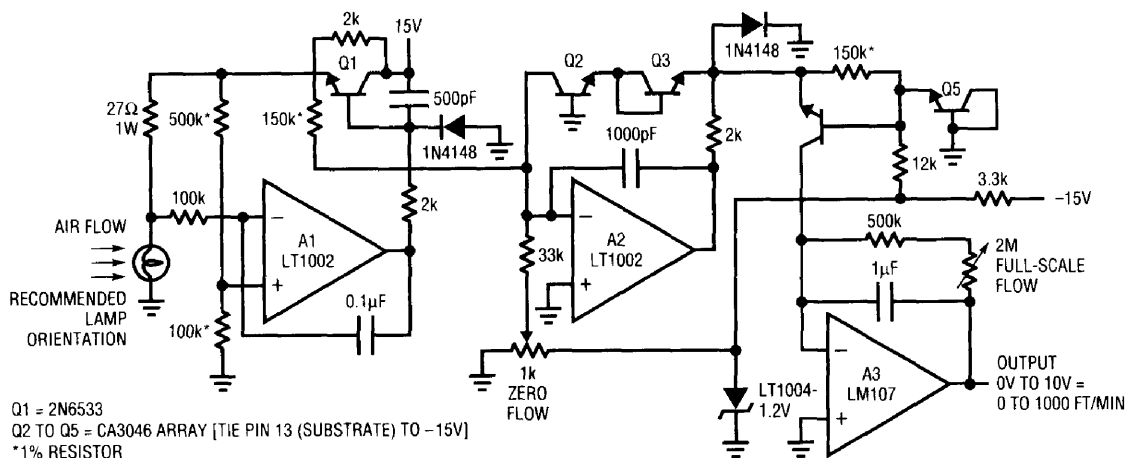 2k
15V
Q1
Q2
Q3
1N4148
150k*
Q5
27Ω
1W
500k*
150k*
500pF
1N4148
1000pF
2k
12k
3.3k
–15V
2k
100k
–
A1
LT1002
+
AIR FLOW
RECOMMENDED
LAMP
ORIENTATION
0.1µF
100k*
33k
–
A2
LT1002
+
500k
2M
FULL-SCALE
FLOW
1µF
1k
ZERO
FLOW
LT1004-
1.2V
–
A3
LM107
+
OUTPUT
0V TO 10V =
0 TO 1000 FT/MIN
Q1 = 2N6533
Q2 TO Q5 = CA3046 ARRAY [TIE PIN 13 (SUBSTRATE) TO –15V]
*1% RESISTOR